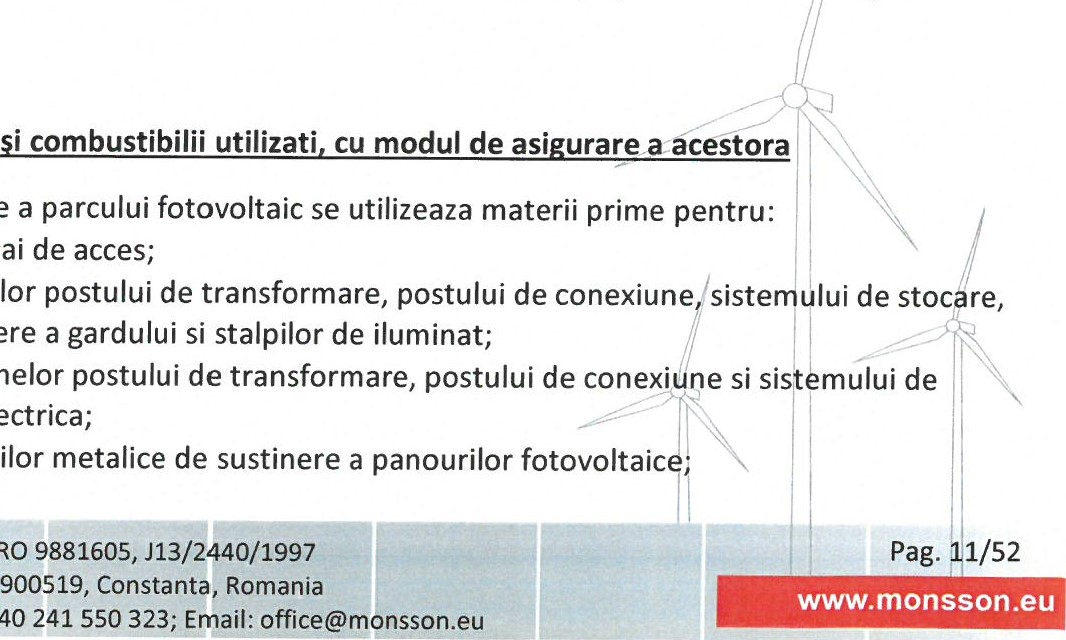 și combustibilii utilizati, cu modul de asigurare a acestora
e a parcului fotovoltaic se utilizeaza materii prime pentru:
ai de acces;
lor postului de transformare, postului de conexiune, sistemului de stocare,
ere a gardului si stalpilor de iluminat;
nelor postului de transformare, postului de conexiune si sistemului de
ectrica;
ilor metalice de sustinere a panourilor fotovoltaice;
RO 9881605, J13/2440/1997
Pag. 11/52
900519, Constanta, Romania
www.monsson.eu
40 241 550 323; Email: office@monsson.eu